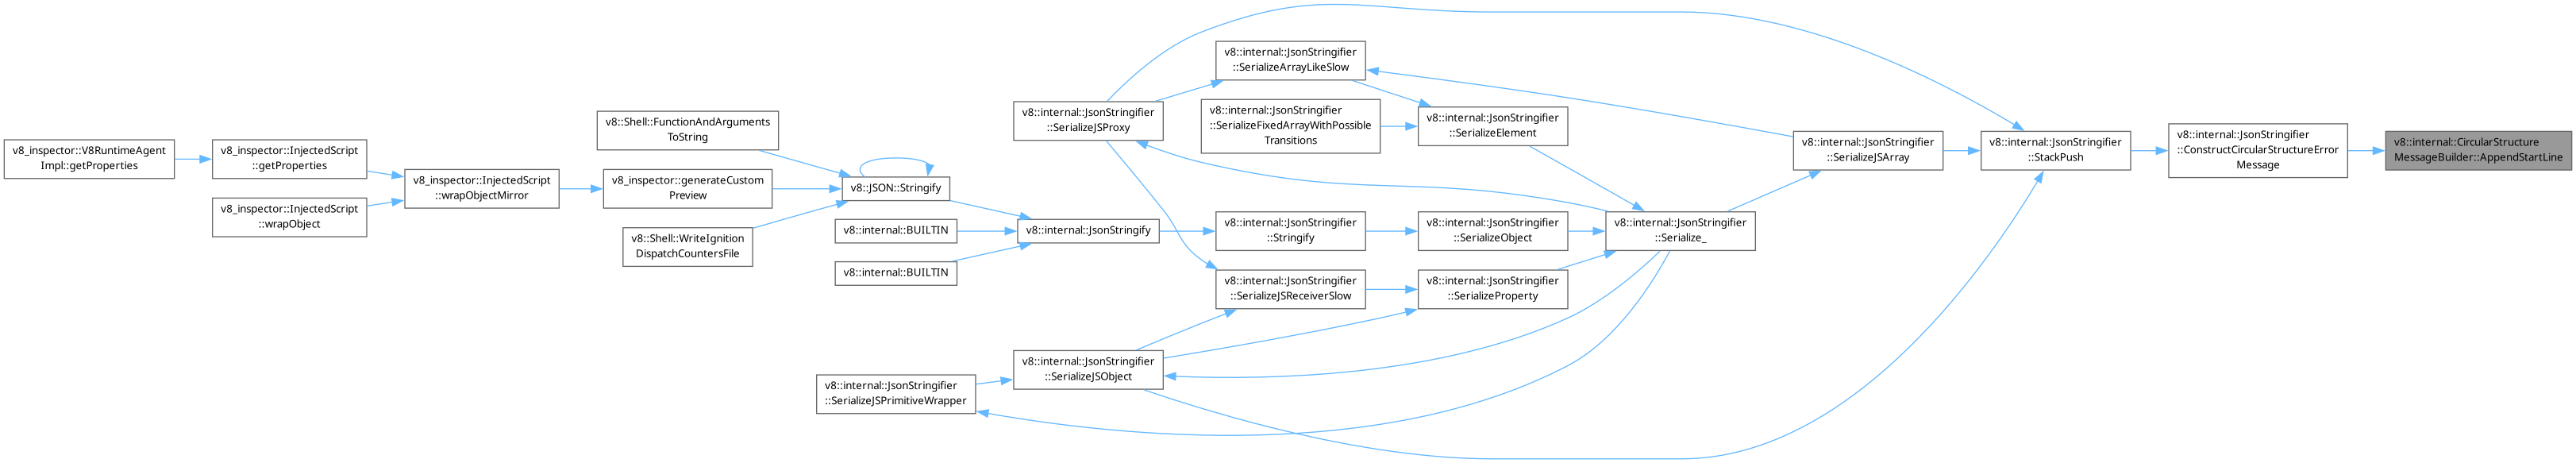 v8_inspector::V8RuntimeAgent
Impl::getProperties
v8_inspector::InjectedScript
::getProperties
v8_inspector::InjectedScript
::wrapObject
v8_inspector::InjectedScript
::wrapObjectMirror
v8::Shell::FunctionAndArguments
ToString
v8_inspector::generateCustom
Preview
v8::Shell::WriteIgnition
DispatchCountersFile
v8::JSON::Stringify
v8::internal::BUILTIN
v8::internal::BUILTIN
v8::internal::JsonStringifier
::SerializeJSPrimitiveWrapper
v8::internal::JsonStringifier
::SerializeJSProxy
v8::internal::JsonStringify
v8::internal::JsonStringifier
::SerializeJSObject
v8::internal::JsonStringifier
::SerializeArrayLikeSlow
v8::internal::JsonStringifier
::SerializeFixedArrayWithPossible
Transitions
v8::internal::JsonStringifier
::Stringify
v8::internal::JsonStringifier
::SerializeJSReceiverSlow
v8::internal::JsonStringifier
::SerializeElement
v8::internal::JsonStringifier
::SerializeObject
v8::internal::JsonStringifier
::SerializeProperty
v8::internal::JsonStringifier
::Serialize_
v8::internal::JsonStringifier
::SerializeJSArray
v8::internal::JsonStringifier
::StackPush
v8::internal::JsonStringifier
::ConstructCircularStructureError
Message
v8::internal::CircularStructure
MessageBuilder::AppendStartLine